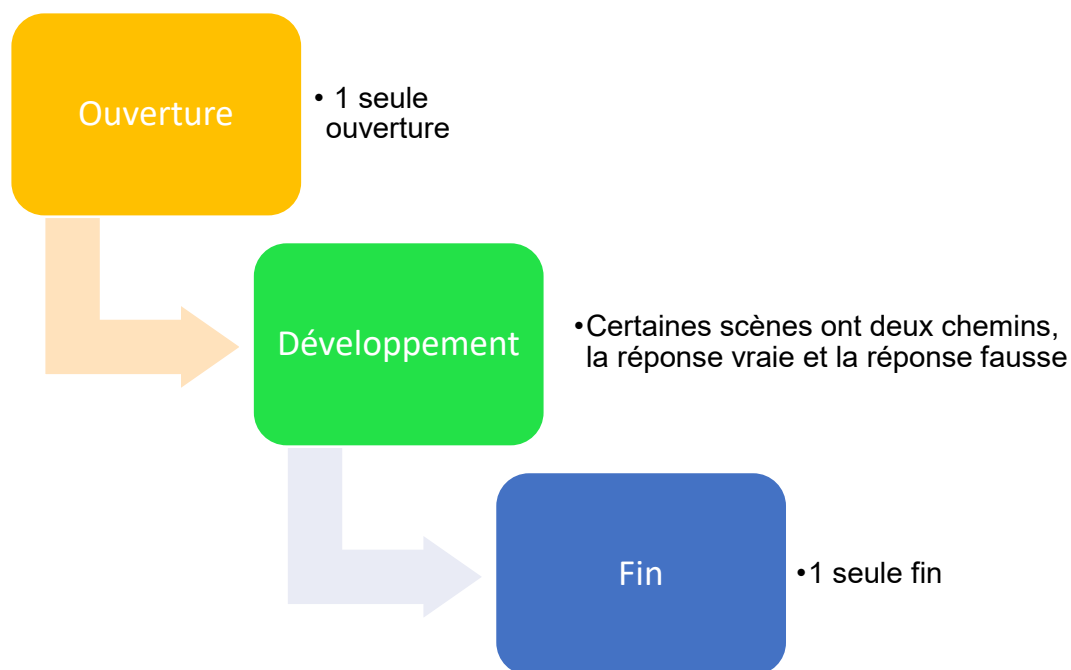 Ouverture
• 1 seule
ouverture
Développement
•Certaines scènes ont deux chemins,
la réponse vraie et la réponse fausse
Fin
•1 seule fin